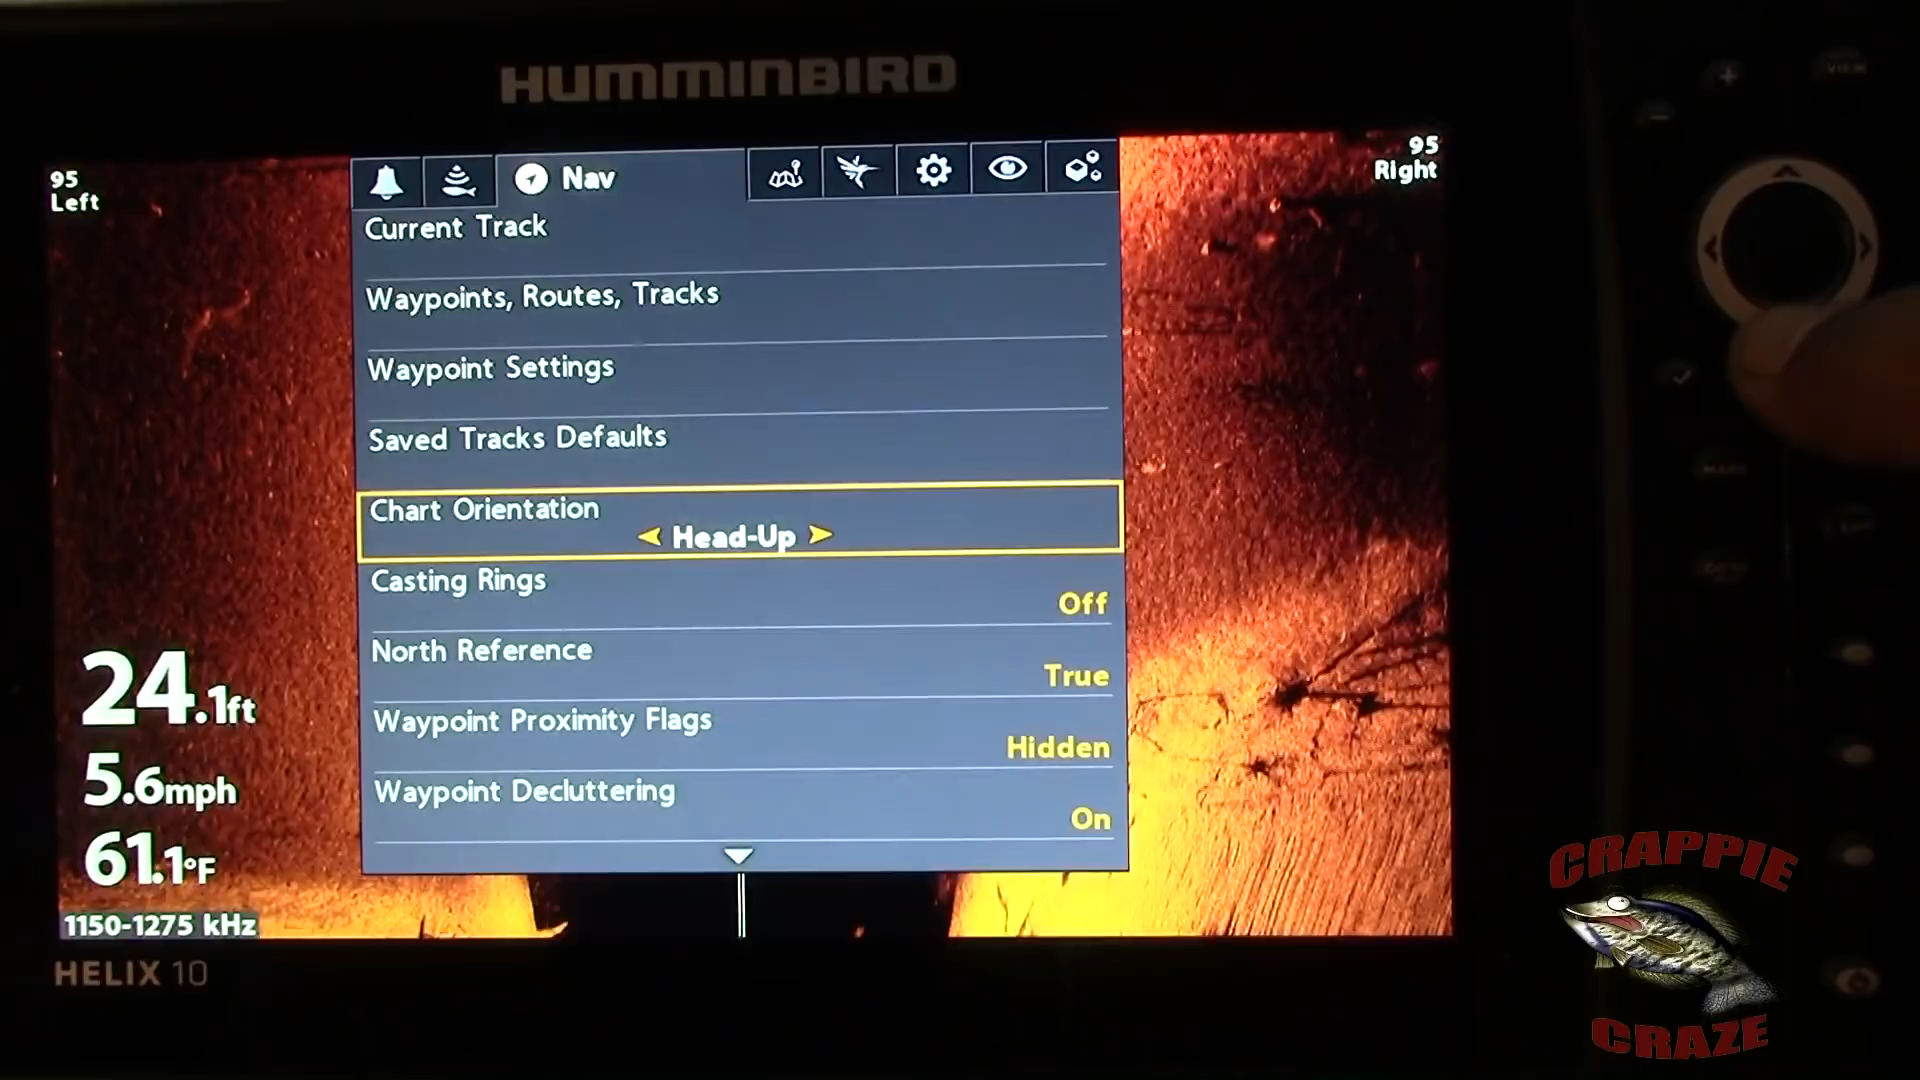 HUMMINBIRD
VIEW
95
Left
Nav
95
Right
Current Track
Waypoints, Routes, Tracks
Waypoint Settings
Saved Tracks Defaults
Chart Orientation
Head-Up
Casting Rings
Off
North Reference
True
Waypoint Proximity Flags
Hidden
Waypoint Decluttering
On
24.1ft
5.6mph
61.1°F
1150-1275 kHz
HELIX 10
MARK
CRAPPIE
CRAZE